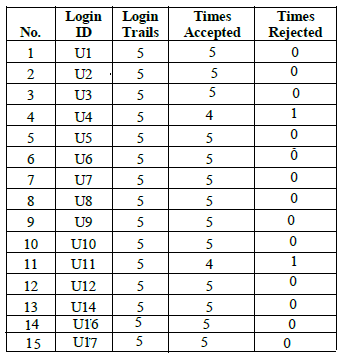 No. Login ID Login Trails Times Accepted Times Rejected
1 U1 5 5 0
2 U2 5 5 0
3 U3 5 5 0
4 U4 5 4 1
5 U5 5 5 0
6 U6 5 5 0
7 U7 5 5 0
8 U8 5 5 0
9 U9 5 5 0
10 U10 5 5 0
11 U11 5 4 1
12 U12 5 5 0
13 U14 5 5 0
14 U16 5 5 0
15 U17 5 5 0